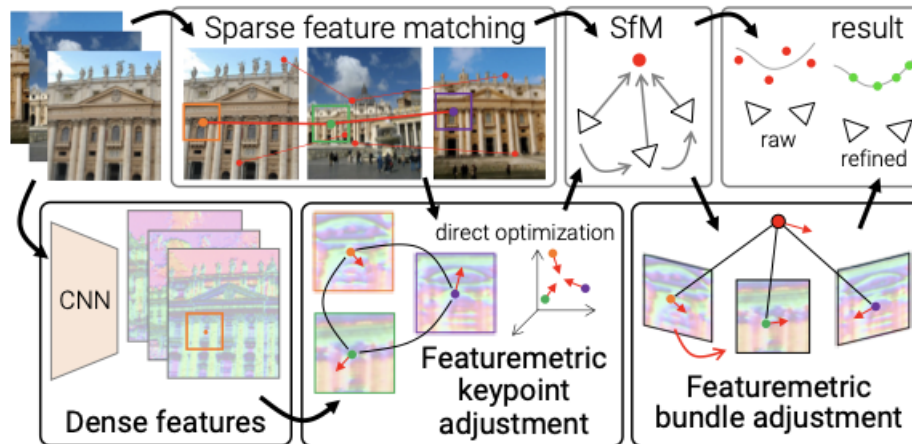 Sparse feature matching
SfM
result
raw
refined
CNN
Dense features
direct optimization
Featuremetric
keypoint
adjustment
Featuremetric
bundle adjustment